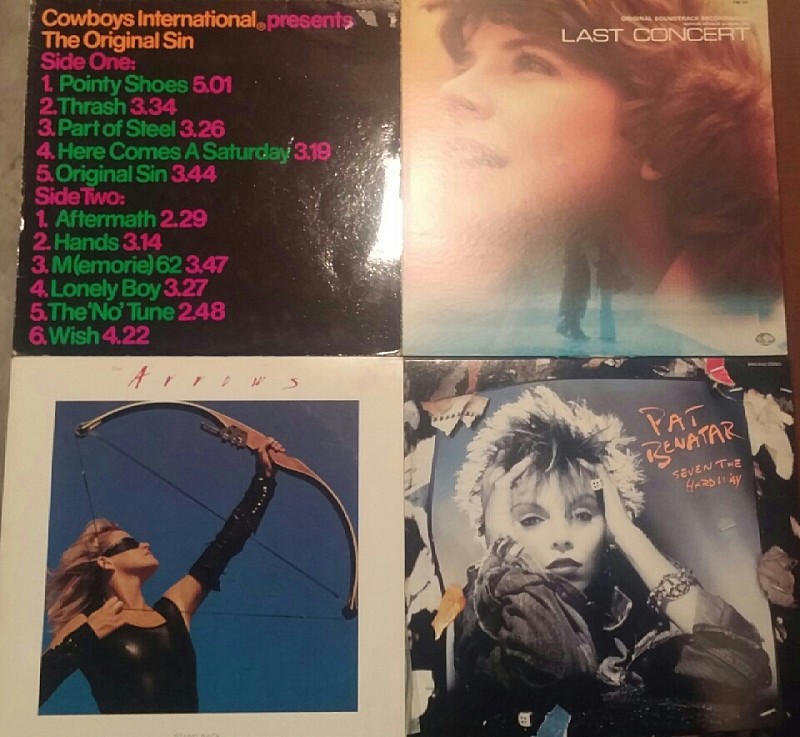 Cowboys International® presents
The Original Sin
Side One:
1. Pointy Shoes 5.01
2. Thrash 3.34
3. Part of Steel 3.26
4. Here Comes A Saturday 3.19
5. Original Sin 3.44
Side Two:
1. Aftermath 2.29
2. Hands 3.14
3. M(emorie) 62 3.47
4. Lonely Boy 3.27
5. The 'No' Tune 2.48
6. Wish 4.22
ORIGINAL SOUNDTRACK RECORDING
LAST CONCERT
THE
ARROWS
PAT
BENATAR
SEVEN THE
HARD WAY